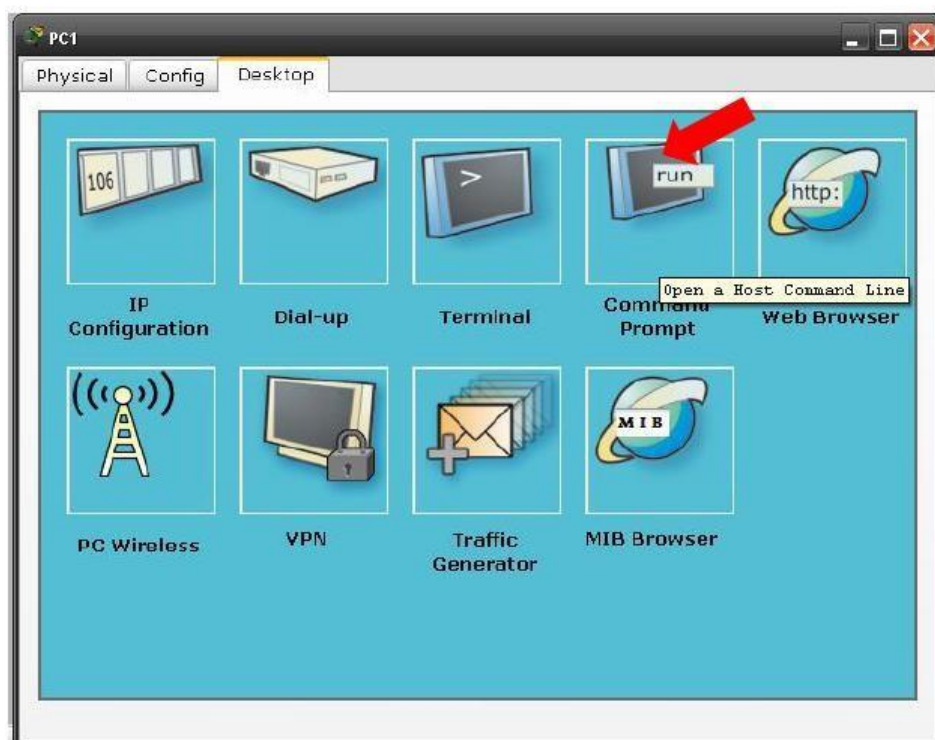 PC1
Physical Config Desktop
106
>
run
http:
Open a Host Command Line
IP
Configuration
Dial-up
Terminal
Command
Prompt
Web Browser
MIB
PC Wireless
VPN
Traffic
Generator
MIB Browser